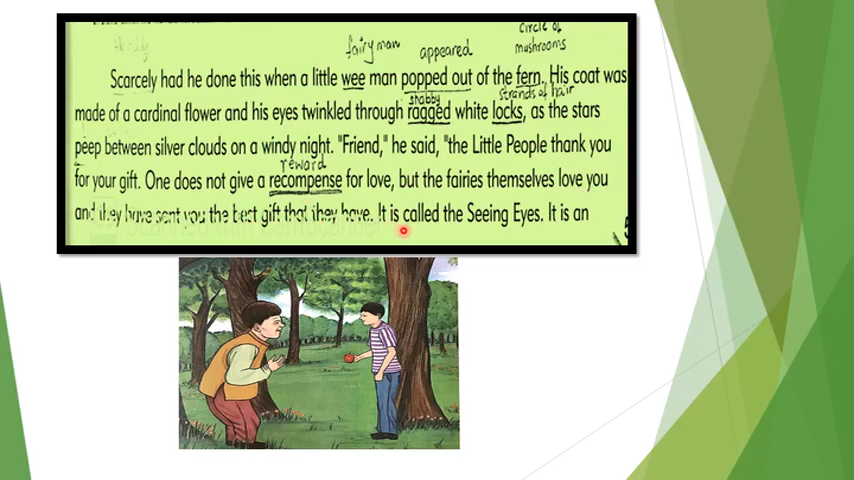 circle of
fairy man appeared mushrooms
Scarcely had he done this when a little wee man popped out of the fern. His coat was
shabby strands of hair
made of a cardinal flower and his eyes twinkled through ragged white locks, as the stars
peep between silver clouds on a windy night. "Friend," he said, "the Little People thank you
reward
for your gift. One does not give a recompense for love, but the fairies themselves love you
and they have sent you the best gift that they have. It is called the Seeing Eyes. It is an
Scanned with CamScanner